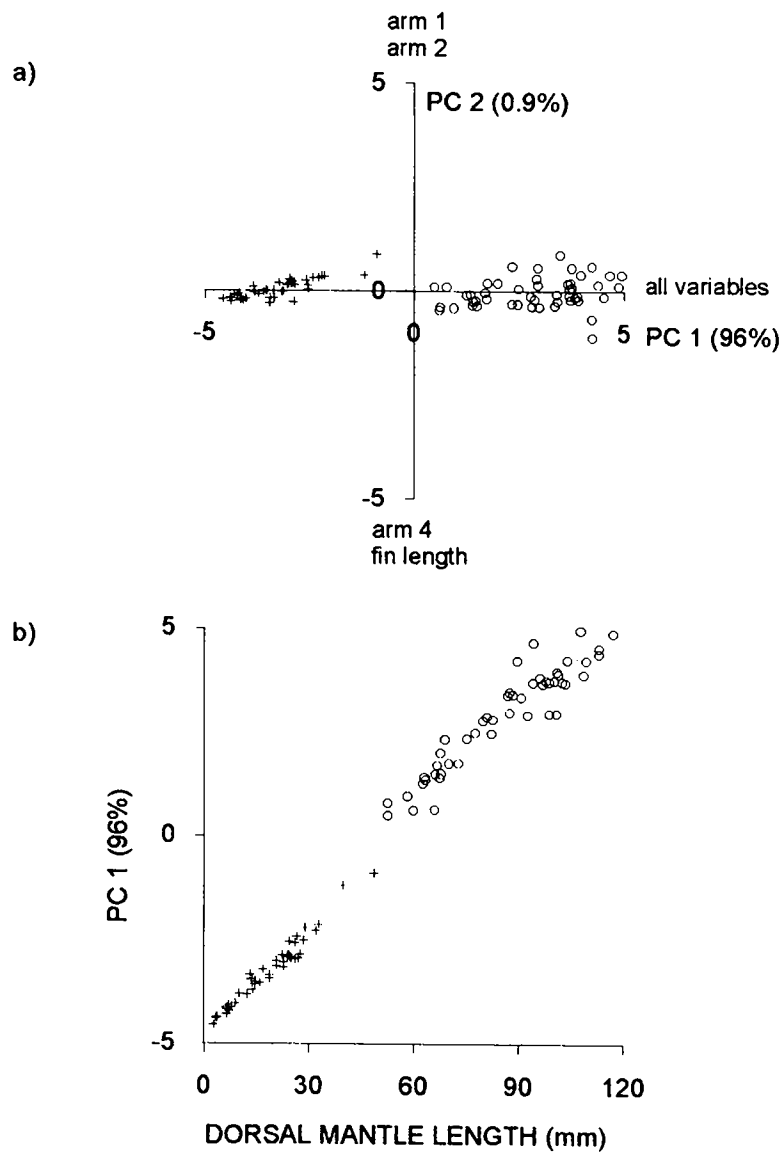 arm 1
arm 2
a)
5
PC 2 (0.9%)
all variables
-5
0
0
5
PC 1 (96%)
-5
arm 4
fin length
b)
5
0
-5
PC 1 (96%)
0
30
60
90
120
DORSAL MANTLE LENGTH (mm)